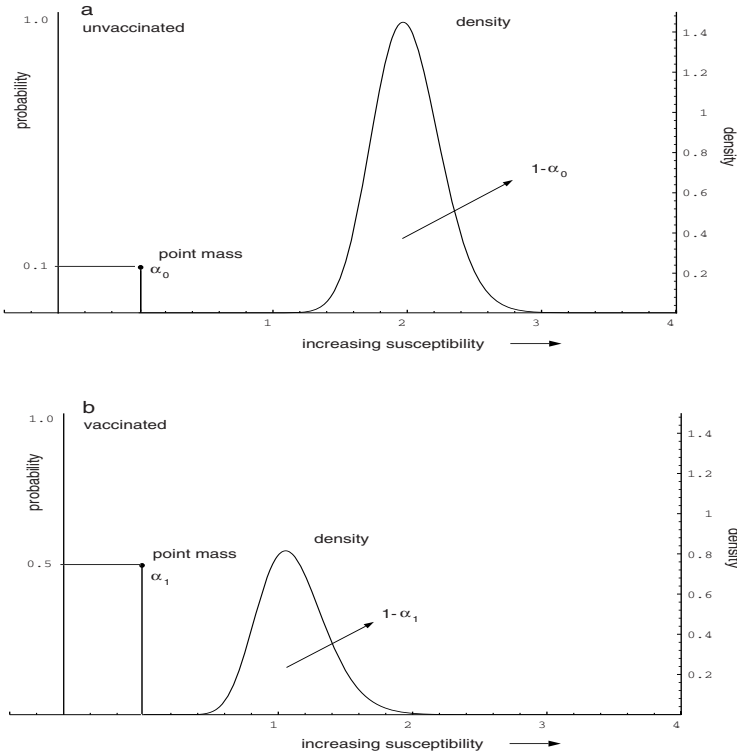 a
1.0
unvaccinated
density
1.4
1.2
1
0.8
0.6
0.4
0.2
probability
density
1-α0
0.1
point mass
α0
1
2
3
4
increasing susceptibility
b
1.0
vaccinated
1.4
1.2
1
0.8
0.6
0.4
0.2
probability
density
density
0.5
point mass
α1
1-α1
1
2
3
4
increasing susceptibility